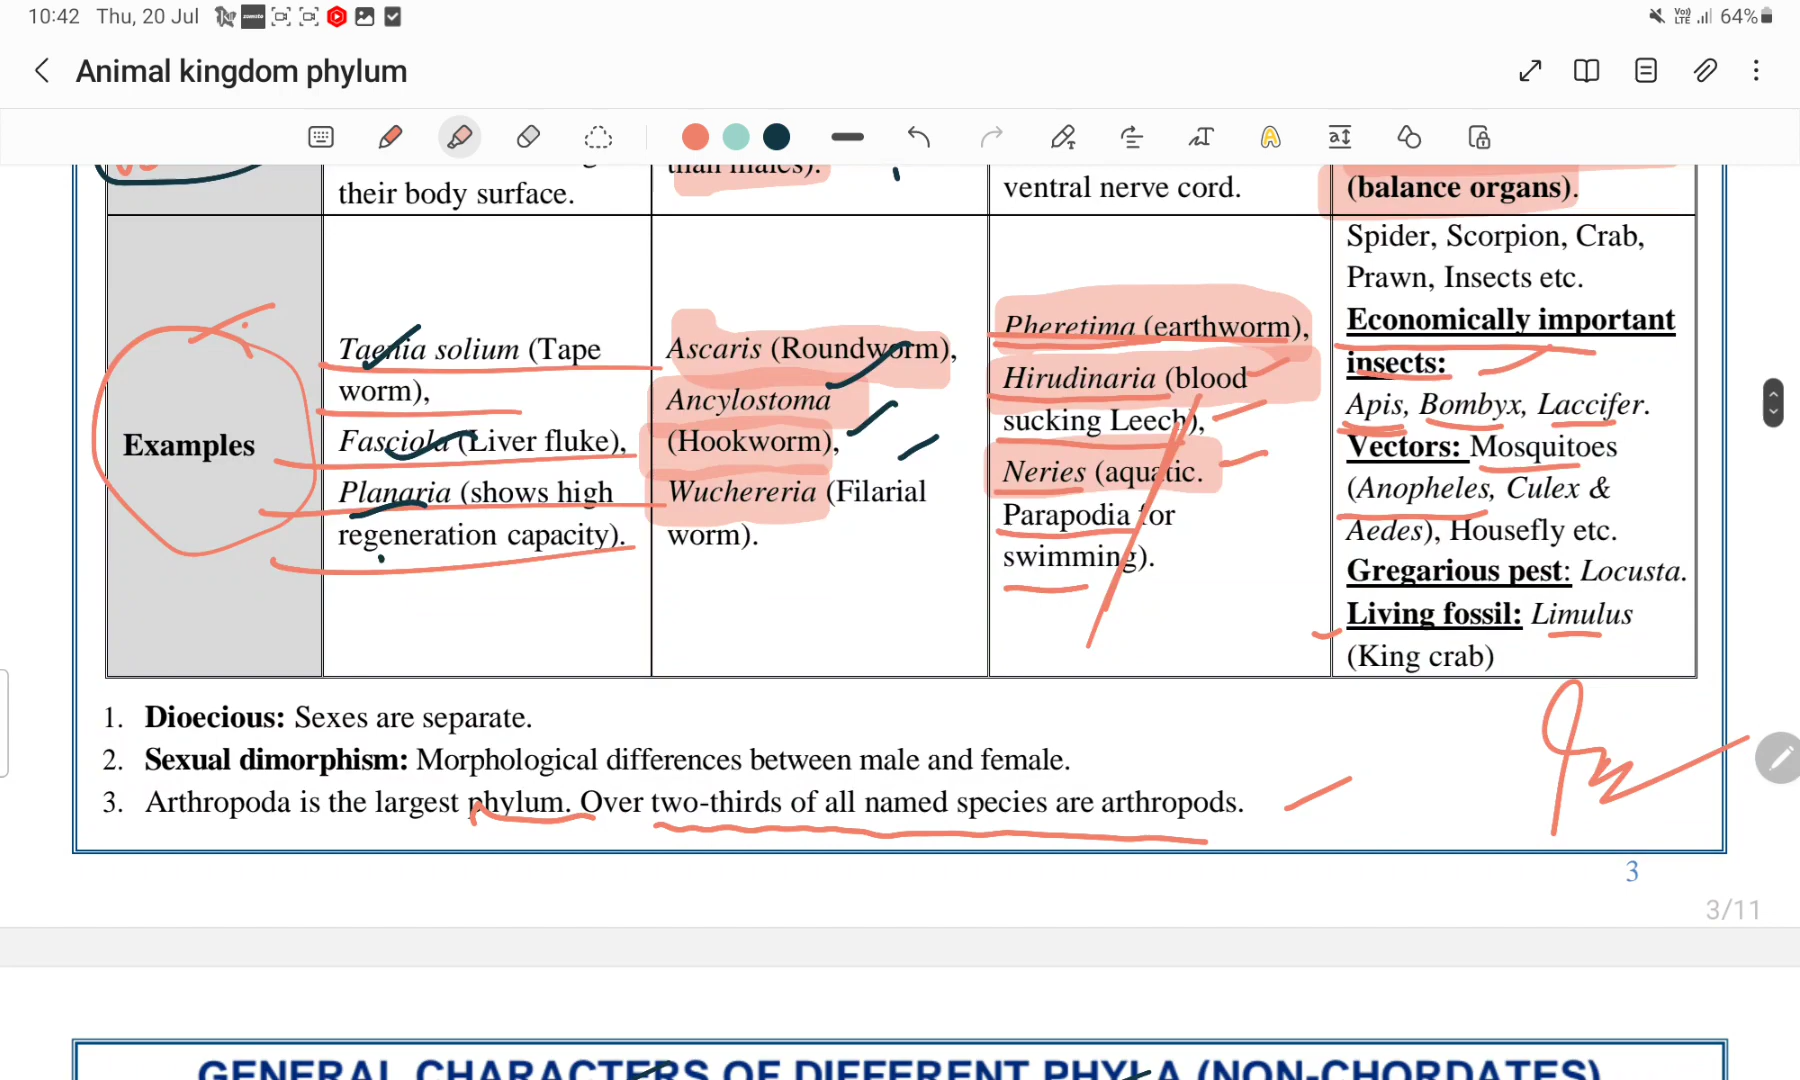 10:42 Thu, 20 Jul
64%
Animal kingdom phylum
their body surface.
than males).
ventral nerve cord.
(balance organs).
Examples
Taenia solium (Tape
worm),
Fasciola (Liver fluke),
Planaria (shows high
regeneration capacity).
Ascaris (Roundworm),
Ancylostoma
(Hookworm),
Wuchereria (Filarial
worm).
Pheretima (earthworm),
Hirudinaria (blood
sucking Leech),
Neries (aquatic.
Parapodia for
swimming).
Spider, Scorpion, Crab,
Prawn, Insects etc.
Economically important
insects:
Apis, Bombyx, Laccifer.
Vectors: Mosquitoes
(Anopheles, Culex &
Aedes), Housefly etc.
Gregarious pest: Locusta.
Living fossil: Limulus
(King crab)
1. Dioecious: Sexes are separate.
2. Sexual dimorphism: Morphological differences between male and female.
3. Arthropoda is the largest phylum. Over two-thirds of all named species are arthropods.
3
3/11
GENERAL CHARACTERS OF DIFFERENT PHYLA (NON-CHORDATES)